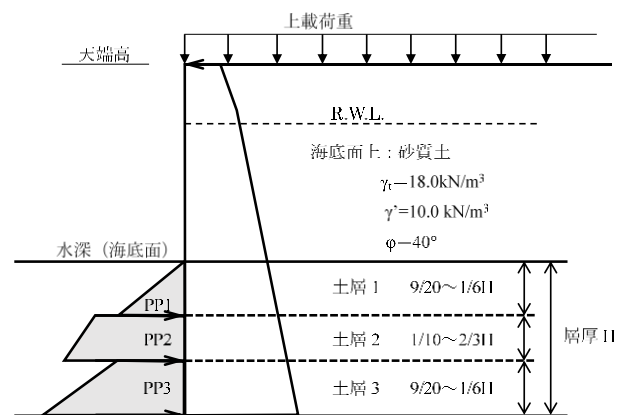 上載荷重
天端高
R.W.L.
海底面上：砂質土
γt=18.0kN/m³
γ'=10.0 kN/m³
φ=40°
水深（海底面）
土層 1 9/20～1/6H
PP1
層厚 H
土層 2 1/10～2/3H
PP2
土層 3 9/20～1/6H
PP3